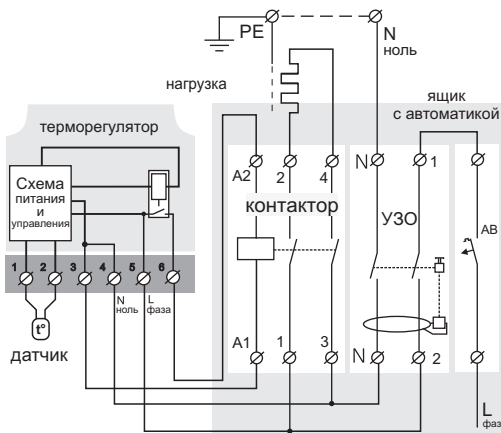 PE
N
ноль
нагрузка
ящик
с автоматикой
терморегулятор
Схема
питания
и
управления
A2
2
4
N
1
контактор
УЗО
АВ
1
2
3
4
5
6
N
ноль
L
фаза
t°
датчик
A1
1
3
N
2
L
фаза